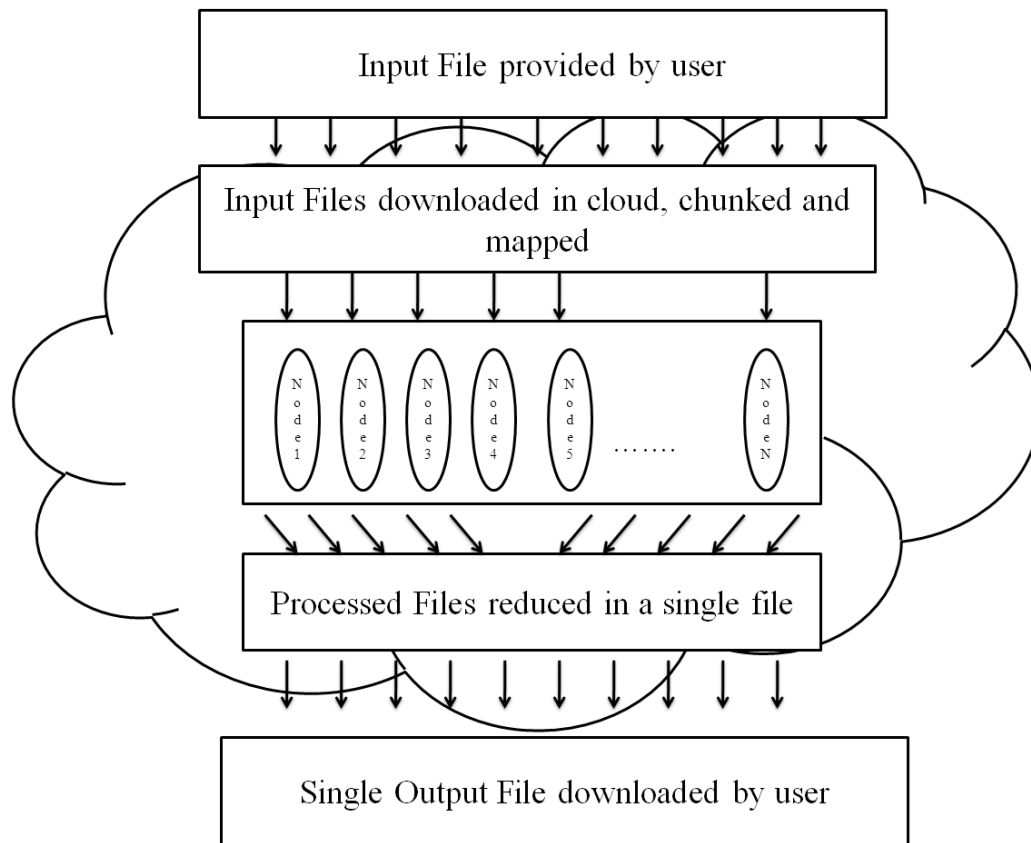 Input File provided by user
Input Files downloaded in cloud, chunked and
mapped
Node1
Node2
Node3
Node4
Node5
.......
NodeN
Processed Files reduced in a single file
Single Output File downloaded by user